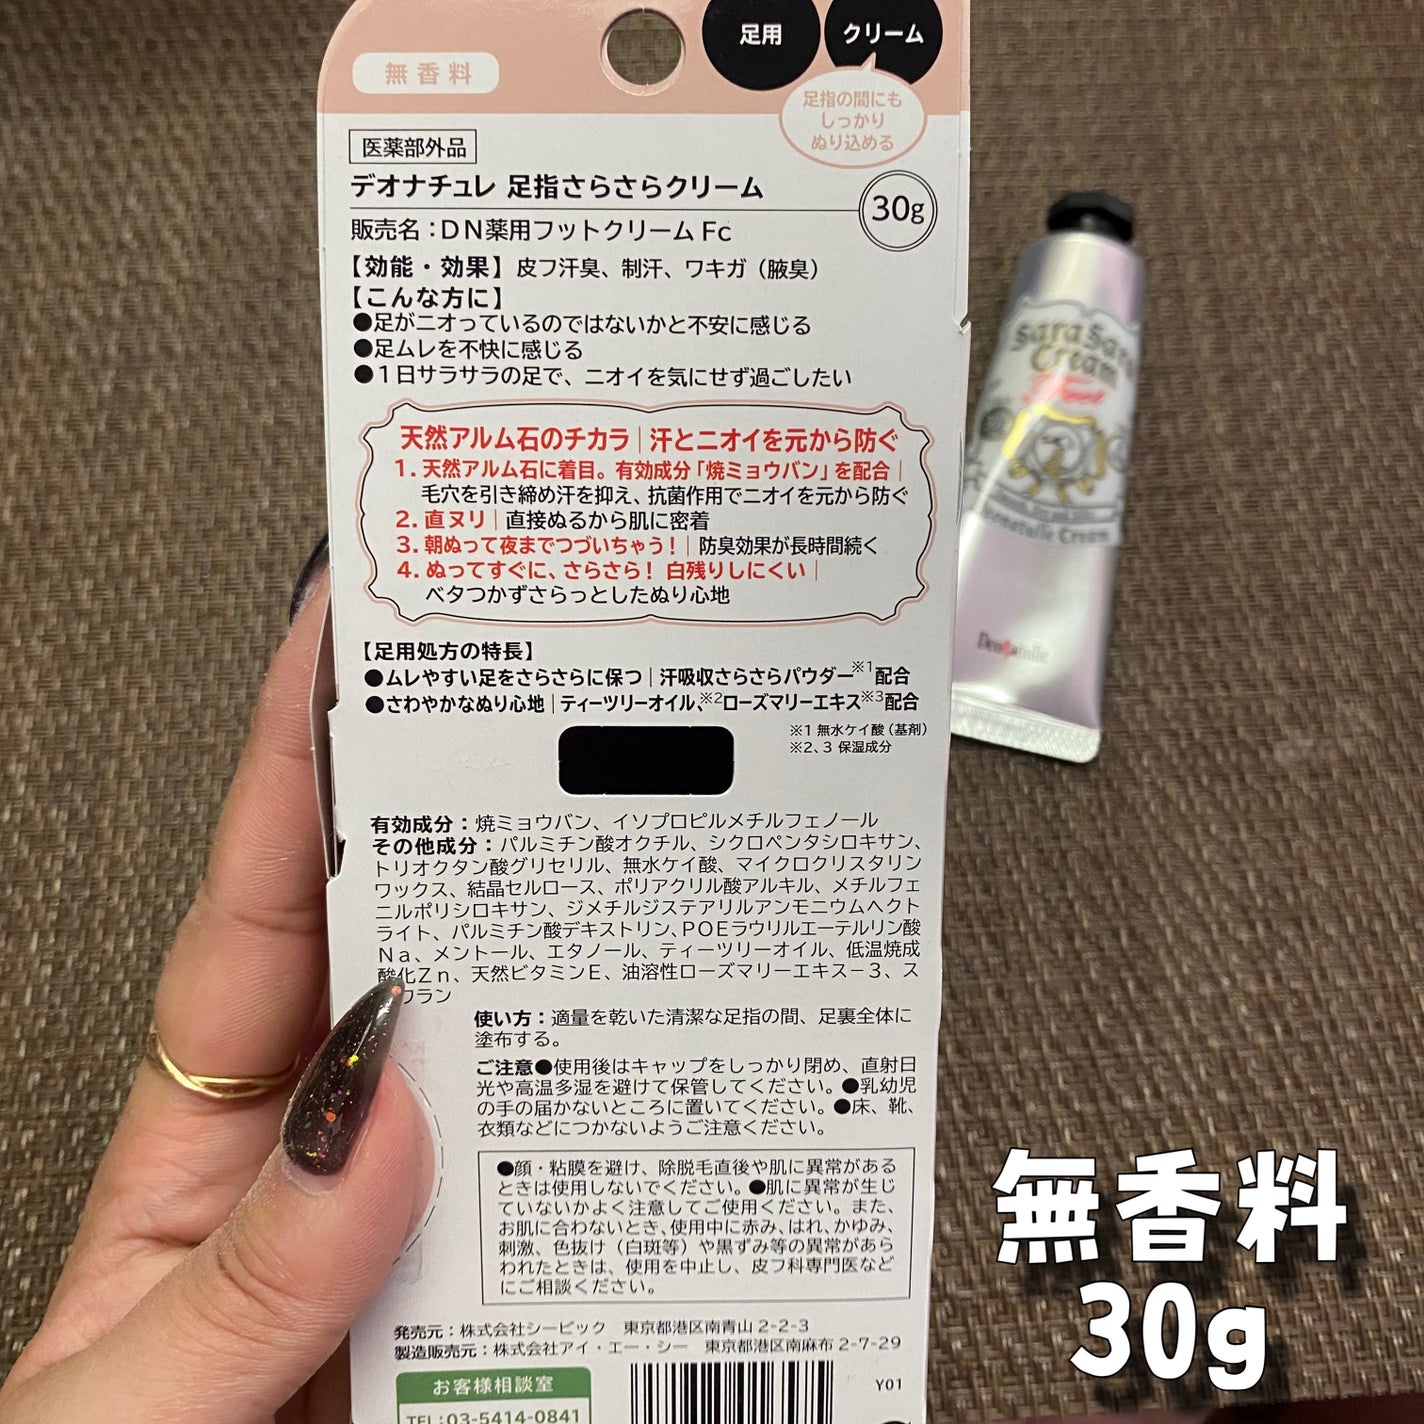 足用
クリーム
無香料
足指の間にも
しっかり
ぬり込める
医薬部外品
デオナチュレ 足指さらさらクリーム
30g
販売名：DN薬用フットクリーム Fc
【効能・効果】皮フ汗臭、制汗、ワキガ（腋臭）
【こんな方に】
●足がニオっているのではないかと不安に感じる
●足ムレを不快に感じる
●１日サラサラの足で、ニオイを気にせず過ごしたい
天然アルム石のチカラ｜汗とニオイを元から防ぐ
1. 天然アルム石に着目。有効成分「焼ミョウバン」を配合｜
毛穴を引き締め汗を抑え、抗菌作用でニオイを元から防ぐ
2. 直ヌリ｜直接ぬるから肌に密着
3. 朝ぬって夜までつづいちゃう！｜防臭効果が長時間続く
4. ぬってすぐに、さらさら！ 白残りしにくい｜
ベタつかずさらっとしたぬり心地
【足用処方の特長】
●ムレやすい足をさらさらに保つ｜汗吸収さらさらパウダー※1配合
●さわやかなぬり心地｜ティーツリーオイル、※2ローズマリーエキス※3配合
※1 無水ケイ酸（基剤）
※2、3 保湿成分
有効成分：焼ミョウバン、イソプロピルメチルフェノール
その他成分：パルミチン酸オクチル、シクロペンタシロキサン、
トリオクタン酸グリセリル、無水ケイ酸、マイクロクリスタリン
ワックス、結晶セルロース、ポリアクリル酸アルキル、メチルフェ
ニルポリシロキサン、ジメチルジステアリルアンモニウムヘクト
ライト、パルミチン酸デキストリン、POEラウリルエーテルリン酸
Na、メントール、エタノール、ティーツリーオイル、低温焼成
酸化Zn、天然ビタミンE、油溶性ローズマリーエキス－3、ス
クワラン
使い方：適量を乾いた清潔な足指の間、足裏全体に
塗布する。
ご注意●使用後はキャップをしっかり閉め、直射日
光や高温多湿を避けて保管してください。●乳幼児
の手の届かないところに置いてください。●床、靴、
衣類などにつかないようご注意ください。
●顔・粘膜を避け、除脱毛直後や肌に異常がある
ときは使用しないでください。●肌に異常が生じ
ていないかよく注意してご使用ください。また、
お肌に合わないとき、使用中に赤み、はれ、かゆみ、
刺激、色抜け（白斑等）や黒ずみ等の異常があら
われたときは、使用を中止し、皮フ科専門医などに
にご相談ください。
発売元：株式会社シービック 東京都港区南青山 2-2-3
製造販売元：株式会社アイ・エー・シー 東京都港区南麻布 2-7-29
お客様相談室
TEL：03-5414-0841
Y01
Sara Sara
Cream
Deonatulle Cream
Deonatulle
無香料
30g